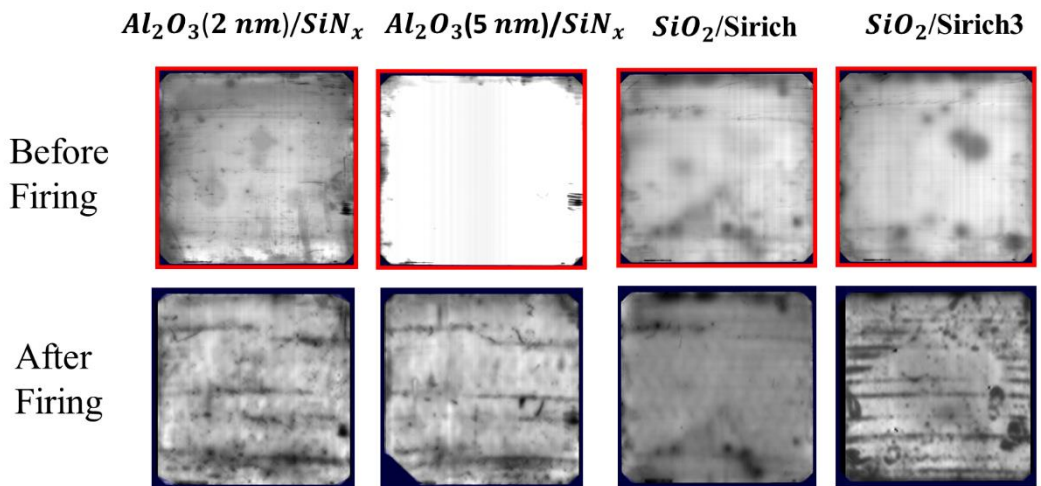 Al₂O₃(2 nm)/SiNₓ Al₂O₃(5 nm)/SiNₓ SiO₂/Sirich SiO₂/Sirich3
Before
Firing
After
Firing